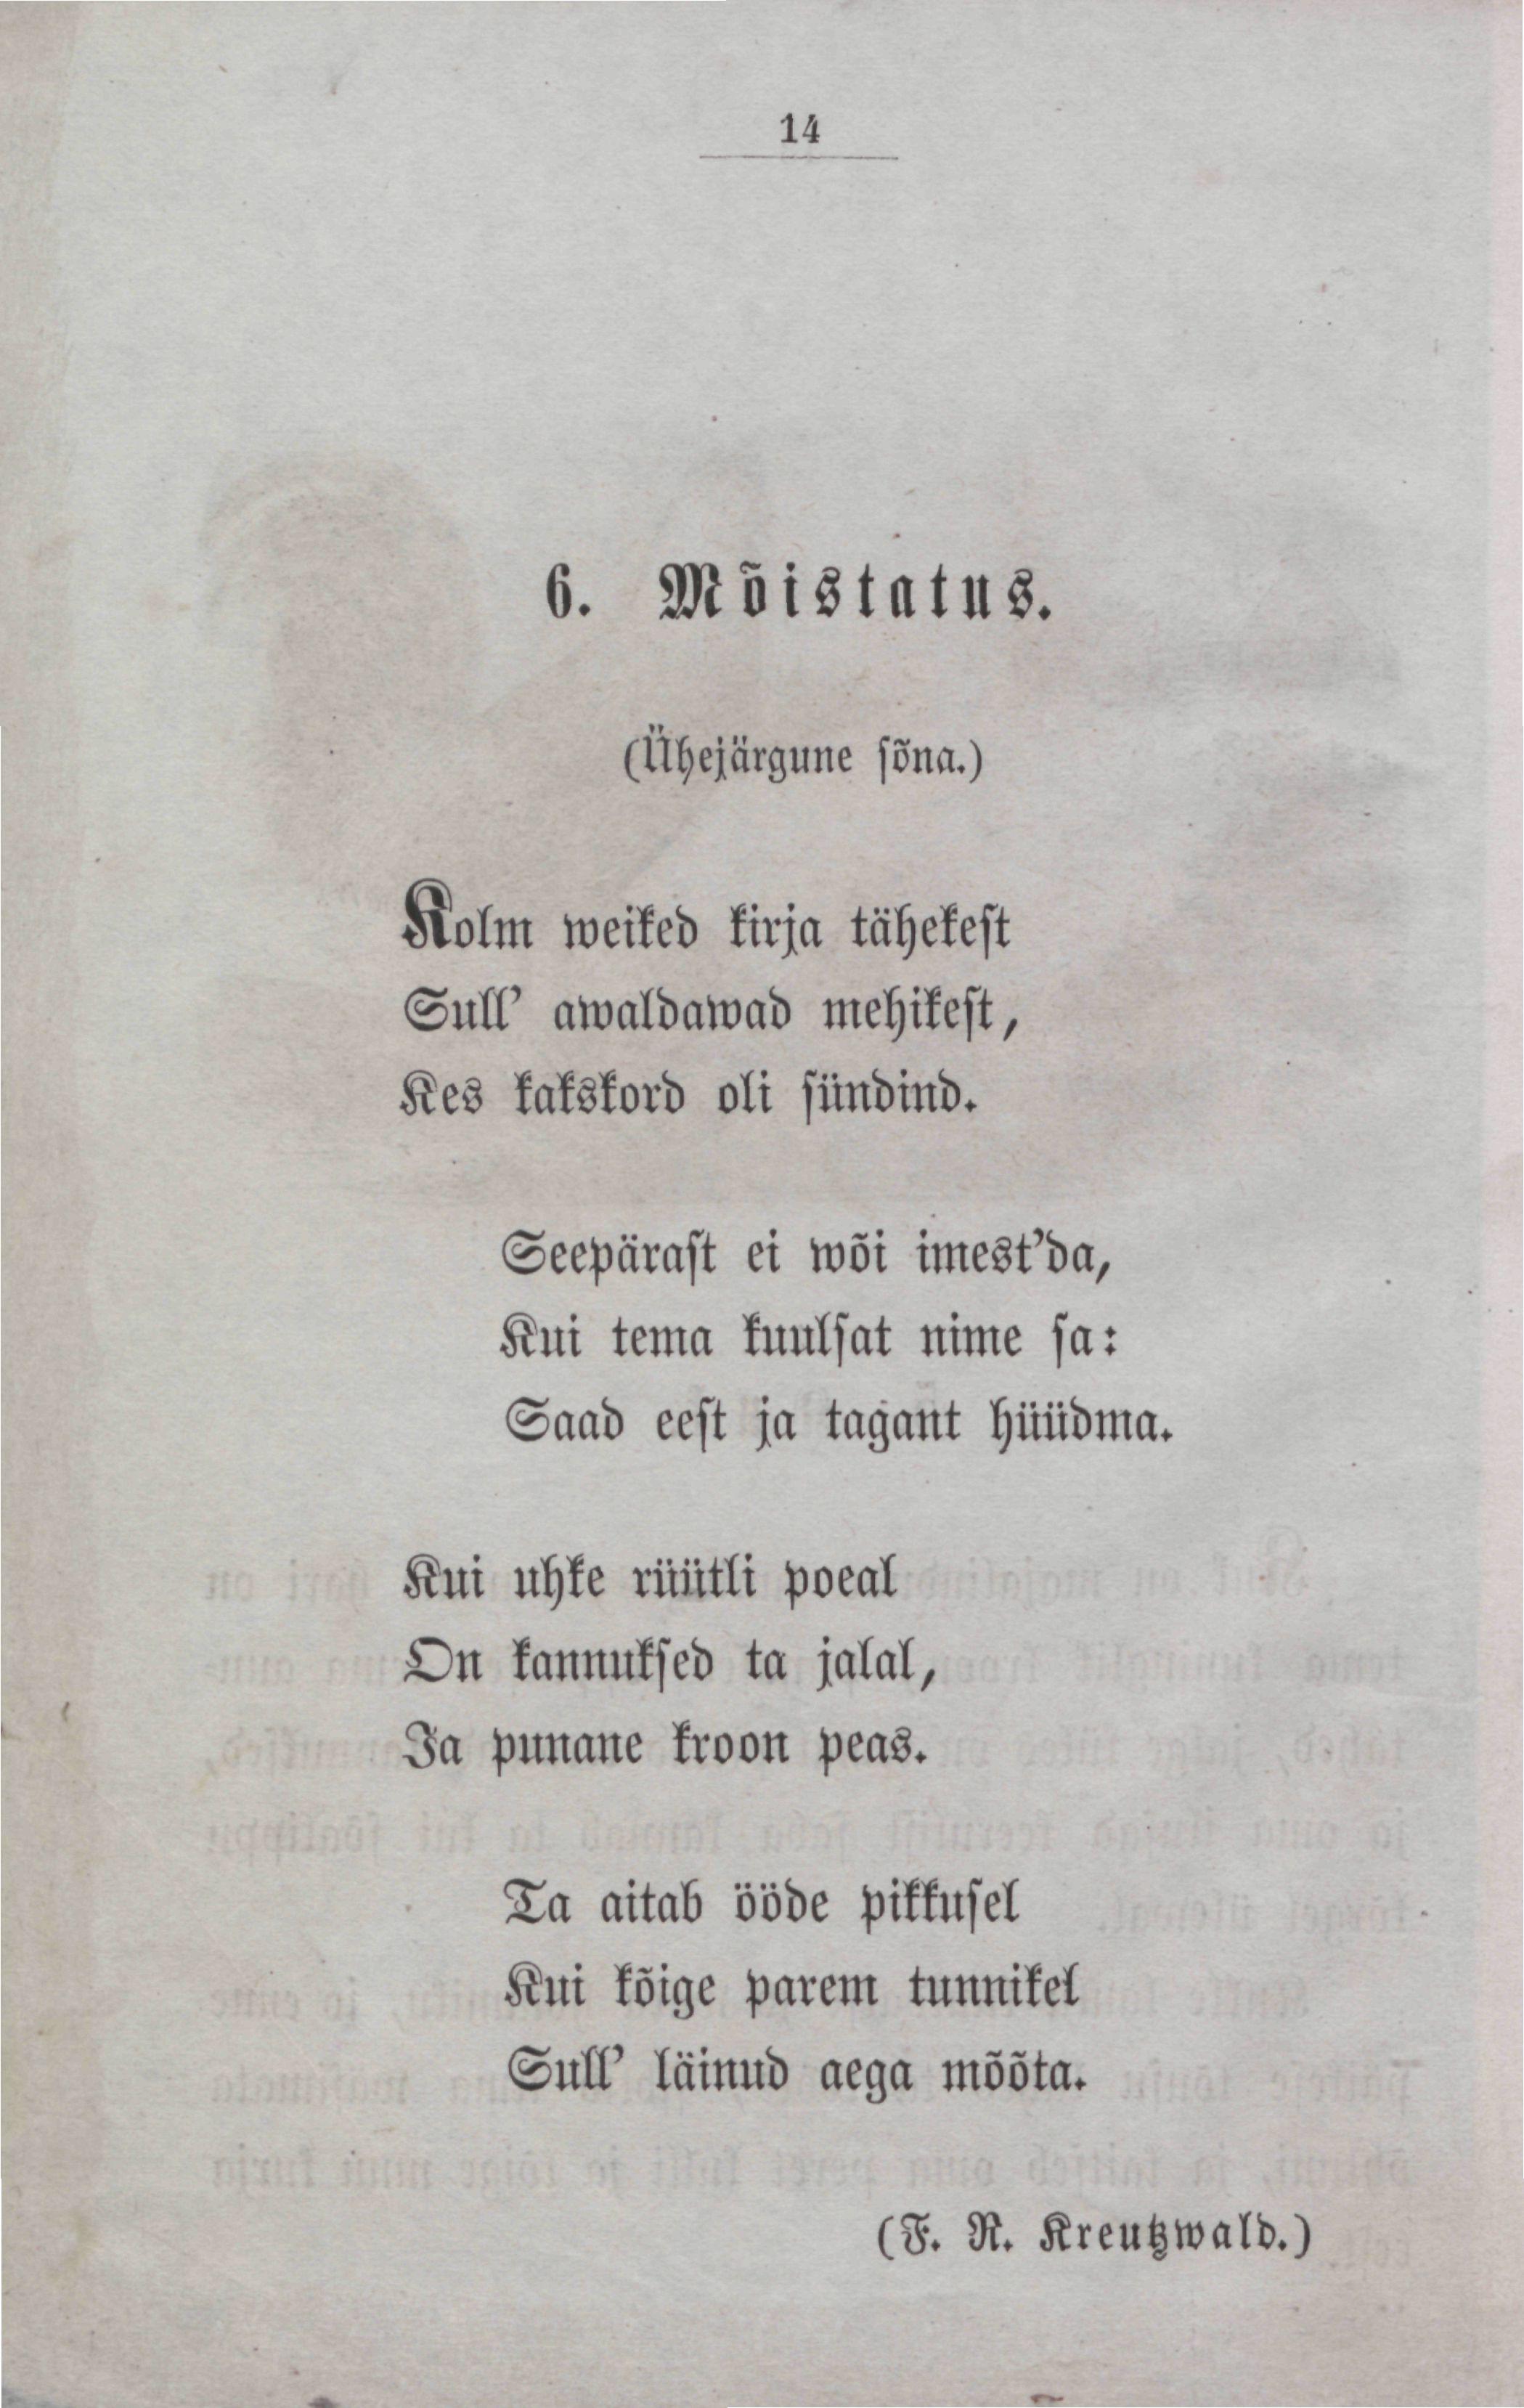 14
6. Mõistatus.
(Ühejärgune sõna.)
Kolm weiked kirja tähekest
Sull' awaldawad mehikest,
Kes kakskord oli sündind.
Seepärast ei wõi imest'da,
Kui tema kuulsat nime sa:
Saad eest ja tagant hüüdma.
Kui uhke rüütli poeal
On kannuksed ta jalal,
Ja punane kroon peas.
Ta aitab ööde pikkusel
Kui kõige parem tunnikel
Sull' läinud aega mõõta.
(F. R. Kreutzwald.)